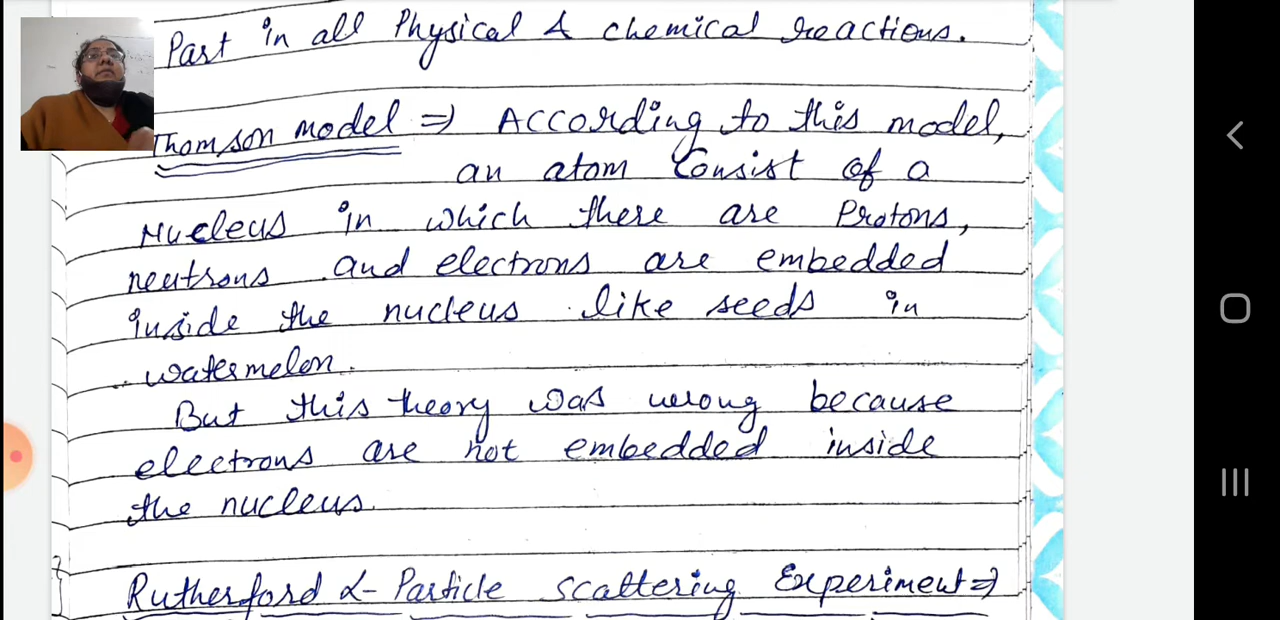 Part in all Physical & chemical reactions.
Thomson model => According to this model,
an atom consist of a
Nucleus in which there are Protons,
neutrons and electrons are embedded
inside the nucleus like seeds in
watermelon.
But this theory was wrong because
electrons are not embedded inside
the nucleus.
Rutherford α- Particle scattering Experiment =>